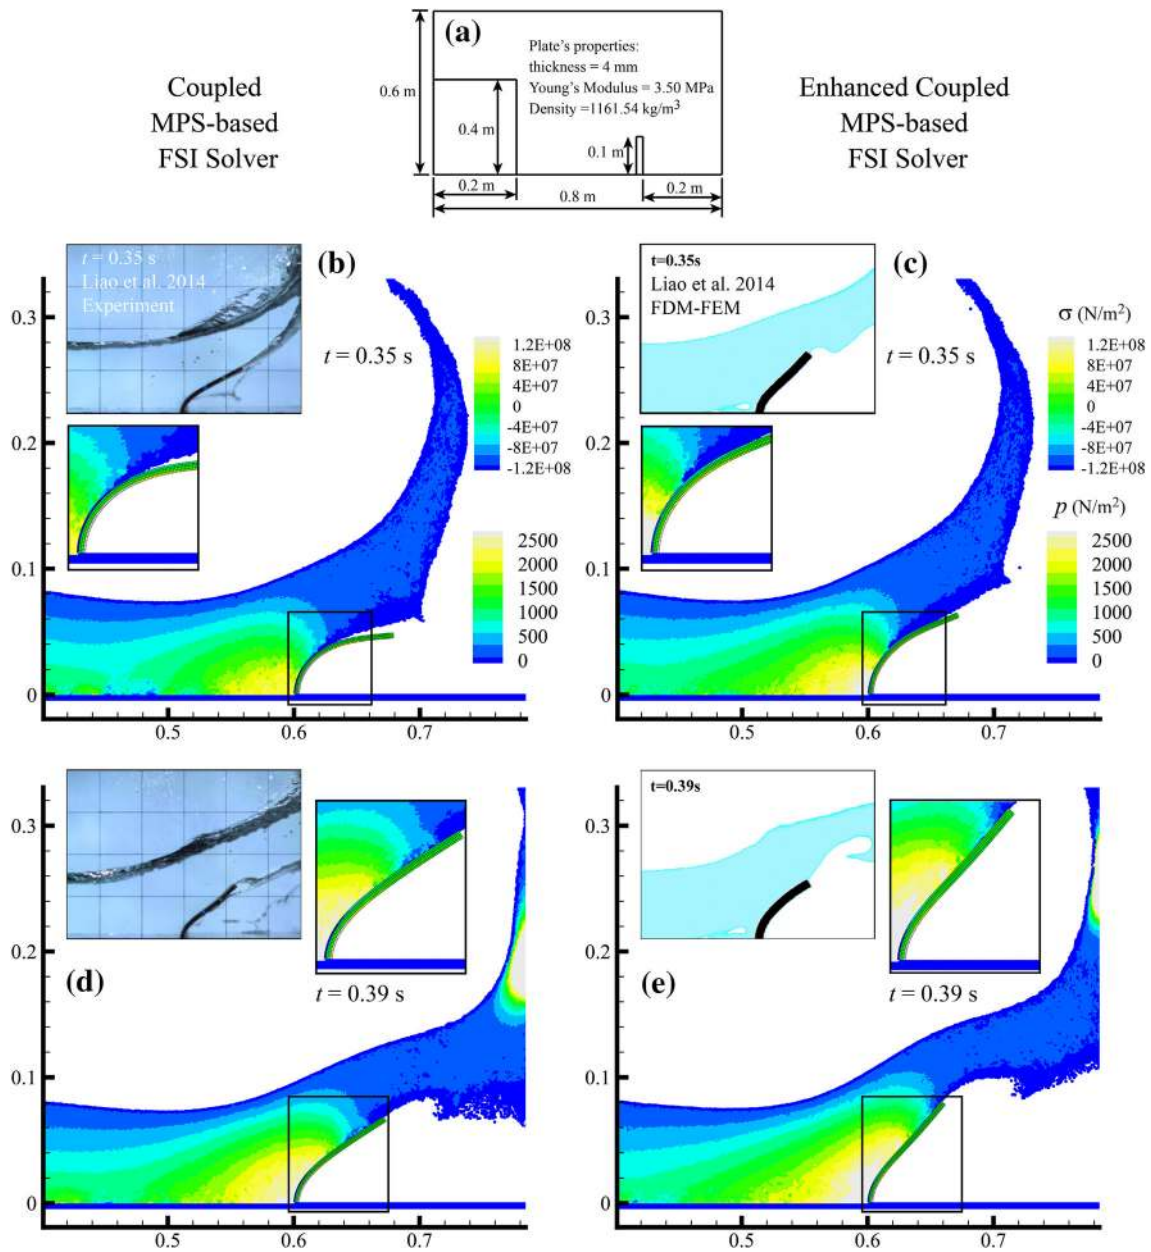 Coupled
MPS-based
FSI Solver
(a)
Plate's properties:
thickness = 4 mm
Young's Modulus = 3.50 MPa
Density =1161.54 kg/m³
0.6 m
0.4 m
0.1 m
0.2 m
0.2 m
0.8 m
Enhanced Coupled
MPS-based
FSI Solver
t = 0.35 s
Liao et al. 2014
Experiment
(b)
t = 0.35 s
1.2E+08
8E+07
4E+07
0
-4E+07
-8E+07
-1.2E+08
2500
2000
1500
1000
500
0
0.3
0.2
0.1
0
0.5
0.6
0.7
t=0.35s
Liao et al. 2014
FDM-FEM
(c)
t = 0.35 s
σ (N/m²)
1.2E+08
8E+07
4E+07
0
-4E+07
-8E+07
-1.2E+08
p (N/m²)
2500
2000
1500
1000
500
0
0.3
0.2
0.1
0
0.5
0.6
0.7
(d)
t = 0.39 s
0.3
0.2
0.1
0
0.5
0.6
0.7
t=0.39s
(e)
t = 0.39 s
0.3
0.2
0.1
0
0.5
0.6
0.7